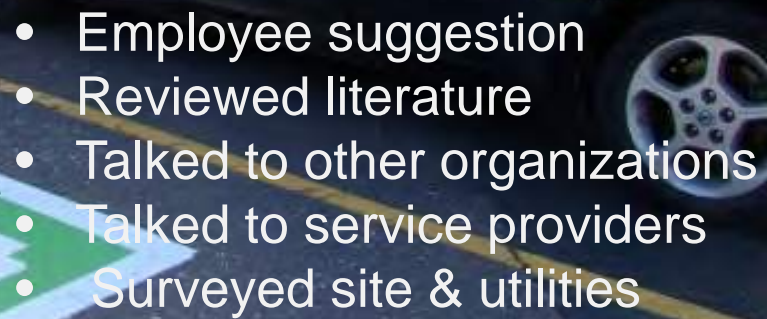 • Employee suggestion
• Reviewed literature
• Talked to other organizations
• Talked to service providers
• Surveyed site & utilities